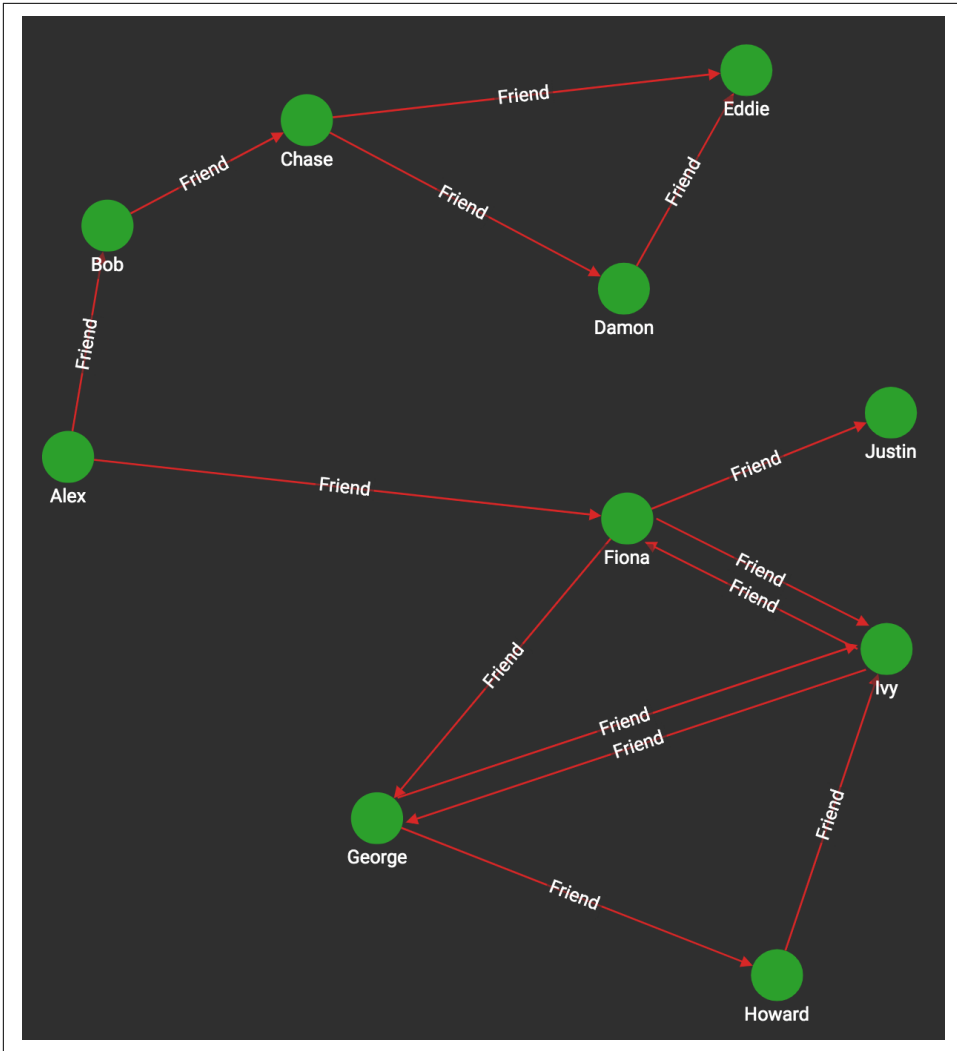 Eddie
Friend
Chase
Friend
Friend
Friend
Bob
Damon
Friend
Justin
Friend
Alex
Friend
Fiona
Friend
Friend
Friend
Ivy
Friend
Friend
Friend
George
Friend
Howard